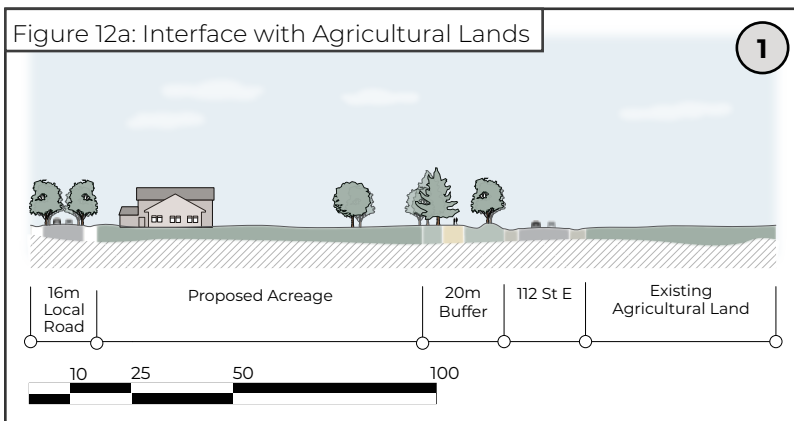 Figure 12a: Interface with Agricultural Lands
1
16m
Local
Road
Proposed Acreage
20m
Buffer
112 St E
Existing
Agricultural Land
10 25 50 100